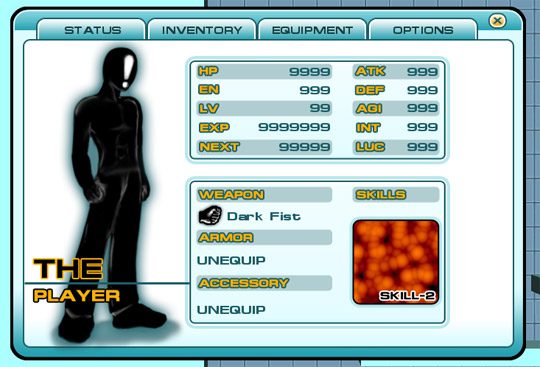 STATUS INVENTORY EQUIPMENT OPTIONS
HP 9999 ATK 999
EN 999 DEF 999
LV 99 AGI 999
EXP 9999999 INT 999
NEXT 99999 LUC 999
WEAPON SKILLS
Dark Fist
ARMOR
UNEQUIP
ACCESSORY
UNEQUIP
SKILL-2
THE
PLAYER